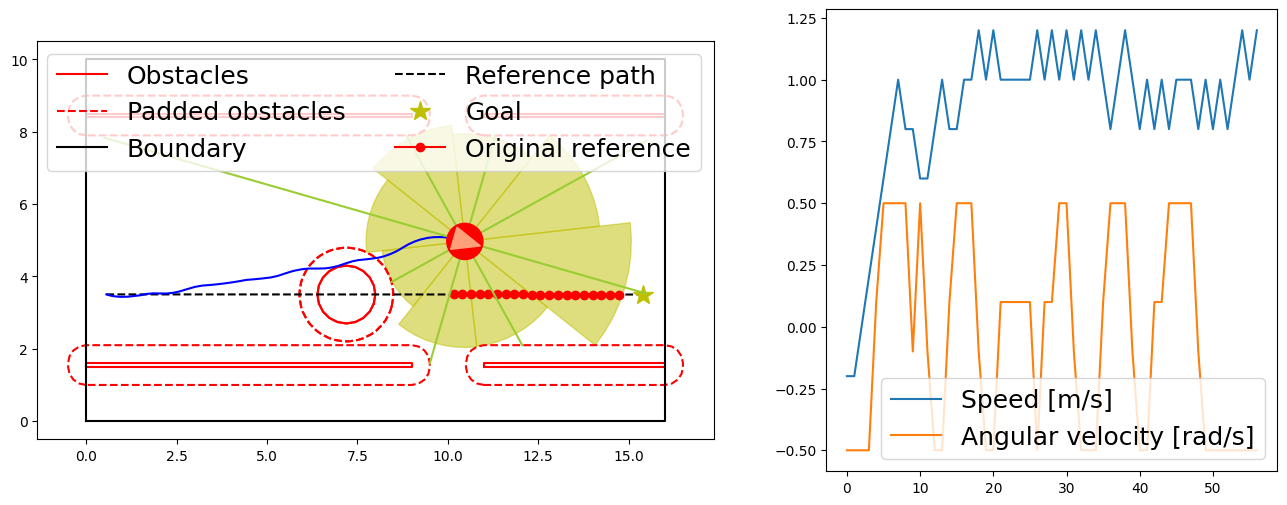 Obstacles
Padded obstacles
Boundary
Reference path
Goal
Original reference
10
8
6
4
2
0
0.0 2.5 5.0 7.5 10.0 12.5 15.0
1.25
1.00
0.75
0.50
0.25
0.00
−0.25
−0.50
Speed [m/s]
Angular velocity [rad/s]
0 10 20 30 40 50